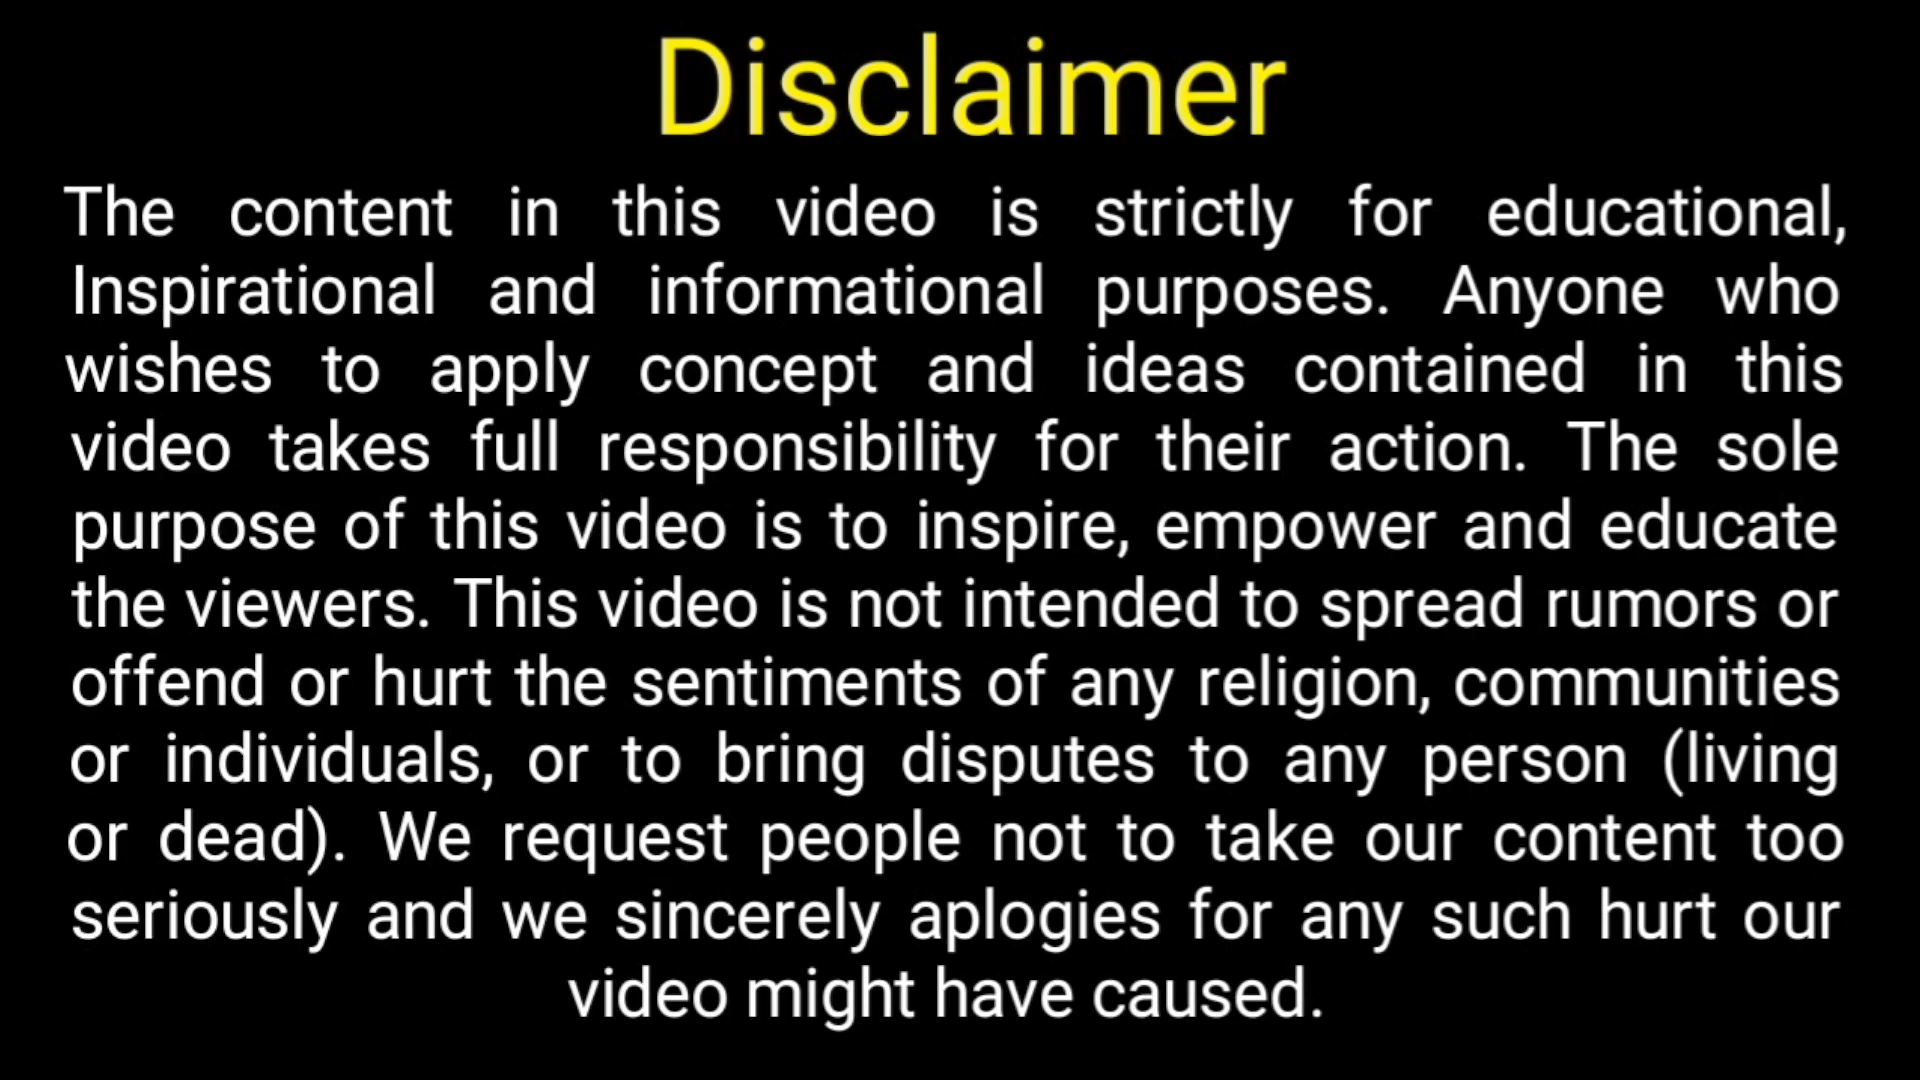 Disclaimer
The content in this video is strictly for educational,
Inspirational and informational purposes. Anyone who
wishes to apply concept and ideas contained in this
video takes full responsibility for their action. The sole
purpose of this video is to inspire, empower and educate
the viewers. This video is not intended to spread rumors or
offend or hurt the sentiments of any religion, communities
or individuals, or to bring disputes to any person (living
or dead). We request people not to take our content too
seriously and we sincerely aplogies for any such hurt our
video might have caused.